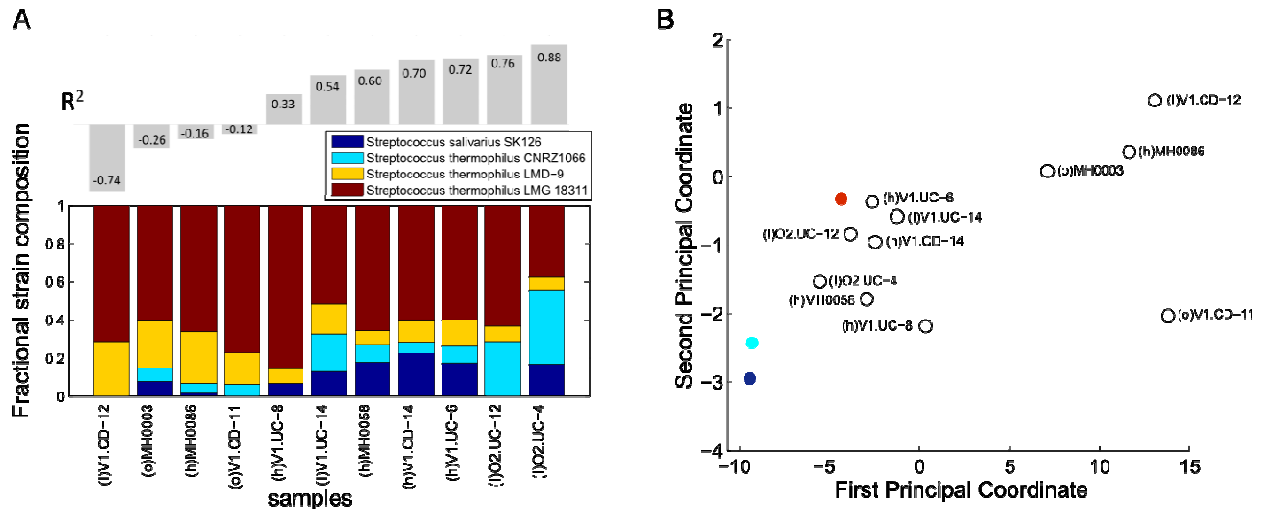 A
R2
-0.74
-0.26
-0.16
-0.12
0.33
0.54
0.60
0.70
0.72
0.76
0.88
Streptococcus salivarius SK126
Streptococcus thermophilus CNRZ1066
Streptococcus thermophilus LMD-9
Streptococcus thermophilus LMG 18311
Fractional strain composition
1
0.8
0.6
0.4
0.2
0
(l)V1.CD-12
(o)MH0003
(h)MH0086
(o)V1.CD-11
(h)V1.UC-8
(l)V1.UC-14
(h)MH0058
(h)V1.CD-14
(h)V1.UC-6
(l)O2.UC-12
(l)O2.UC-4
samples
B
Second Principal Coordinate
2
1
0
-1
-2
-3
-4
-10
-5
0
5
10
15
First Principal Coordinate
(l)V1.CD-12
(h)MH0086
(o)MH0003
(h)V1.UC-6
(l)V1.UC-14
(l)O2.UC-12
(h)V1.CD-14
(l)O2.UC-4
(h)VH0058
(h)V1.UC-8
(o)V1.CD-11